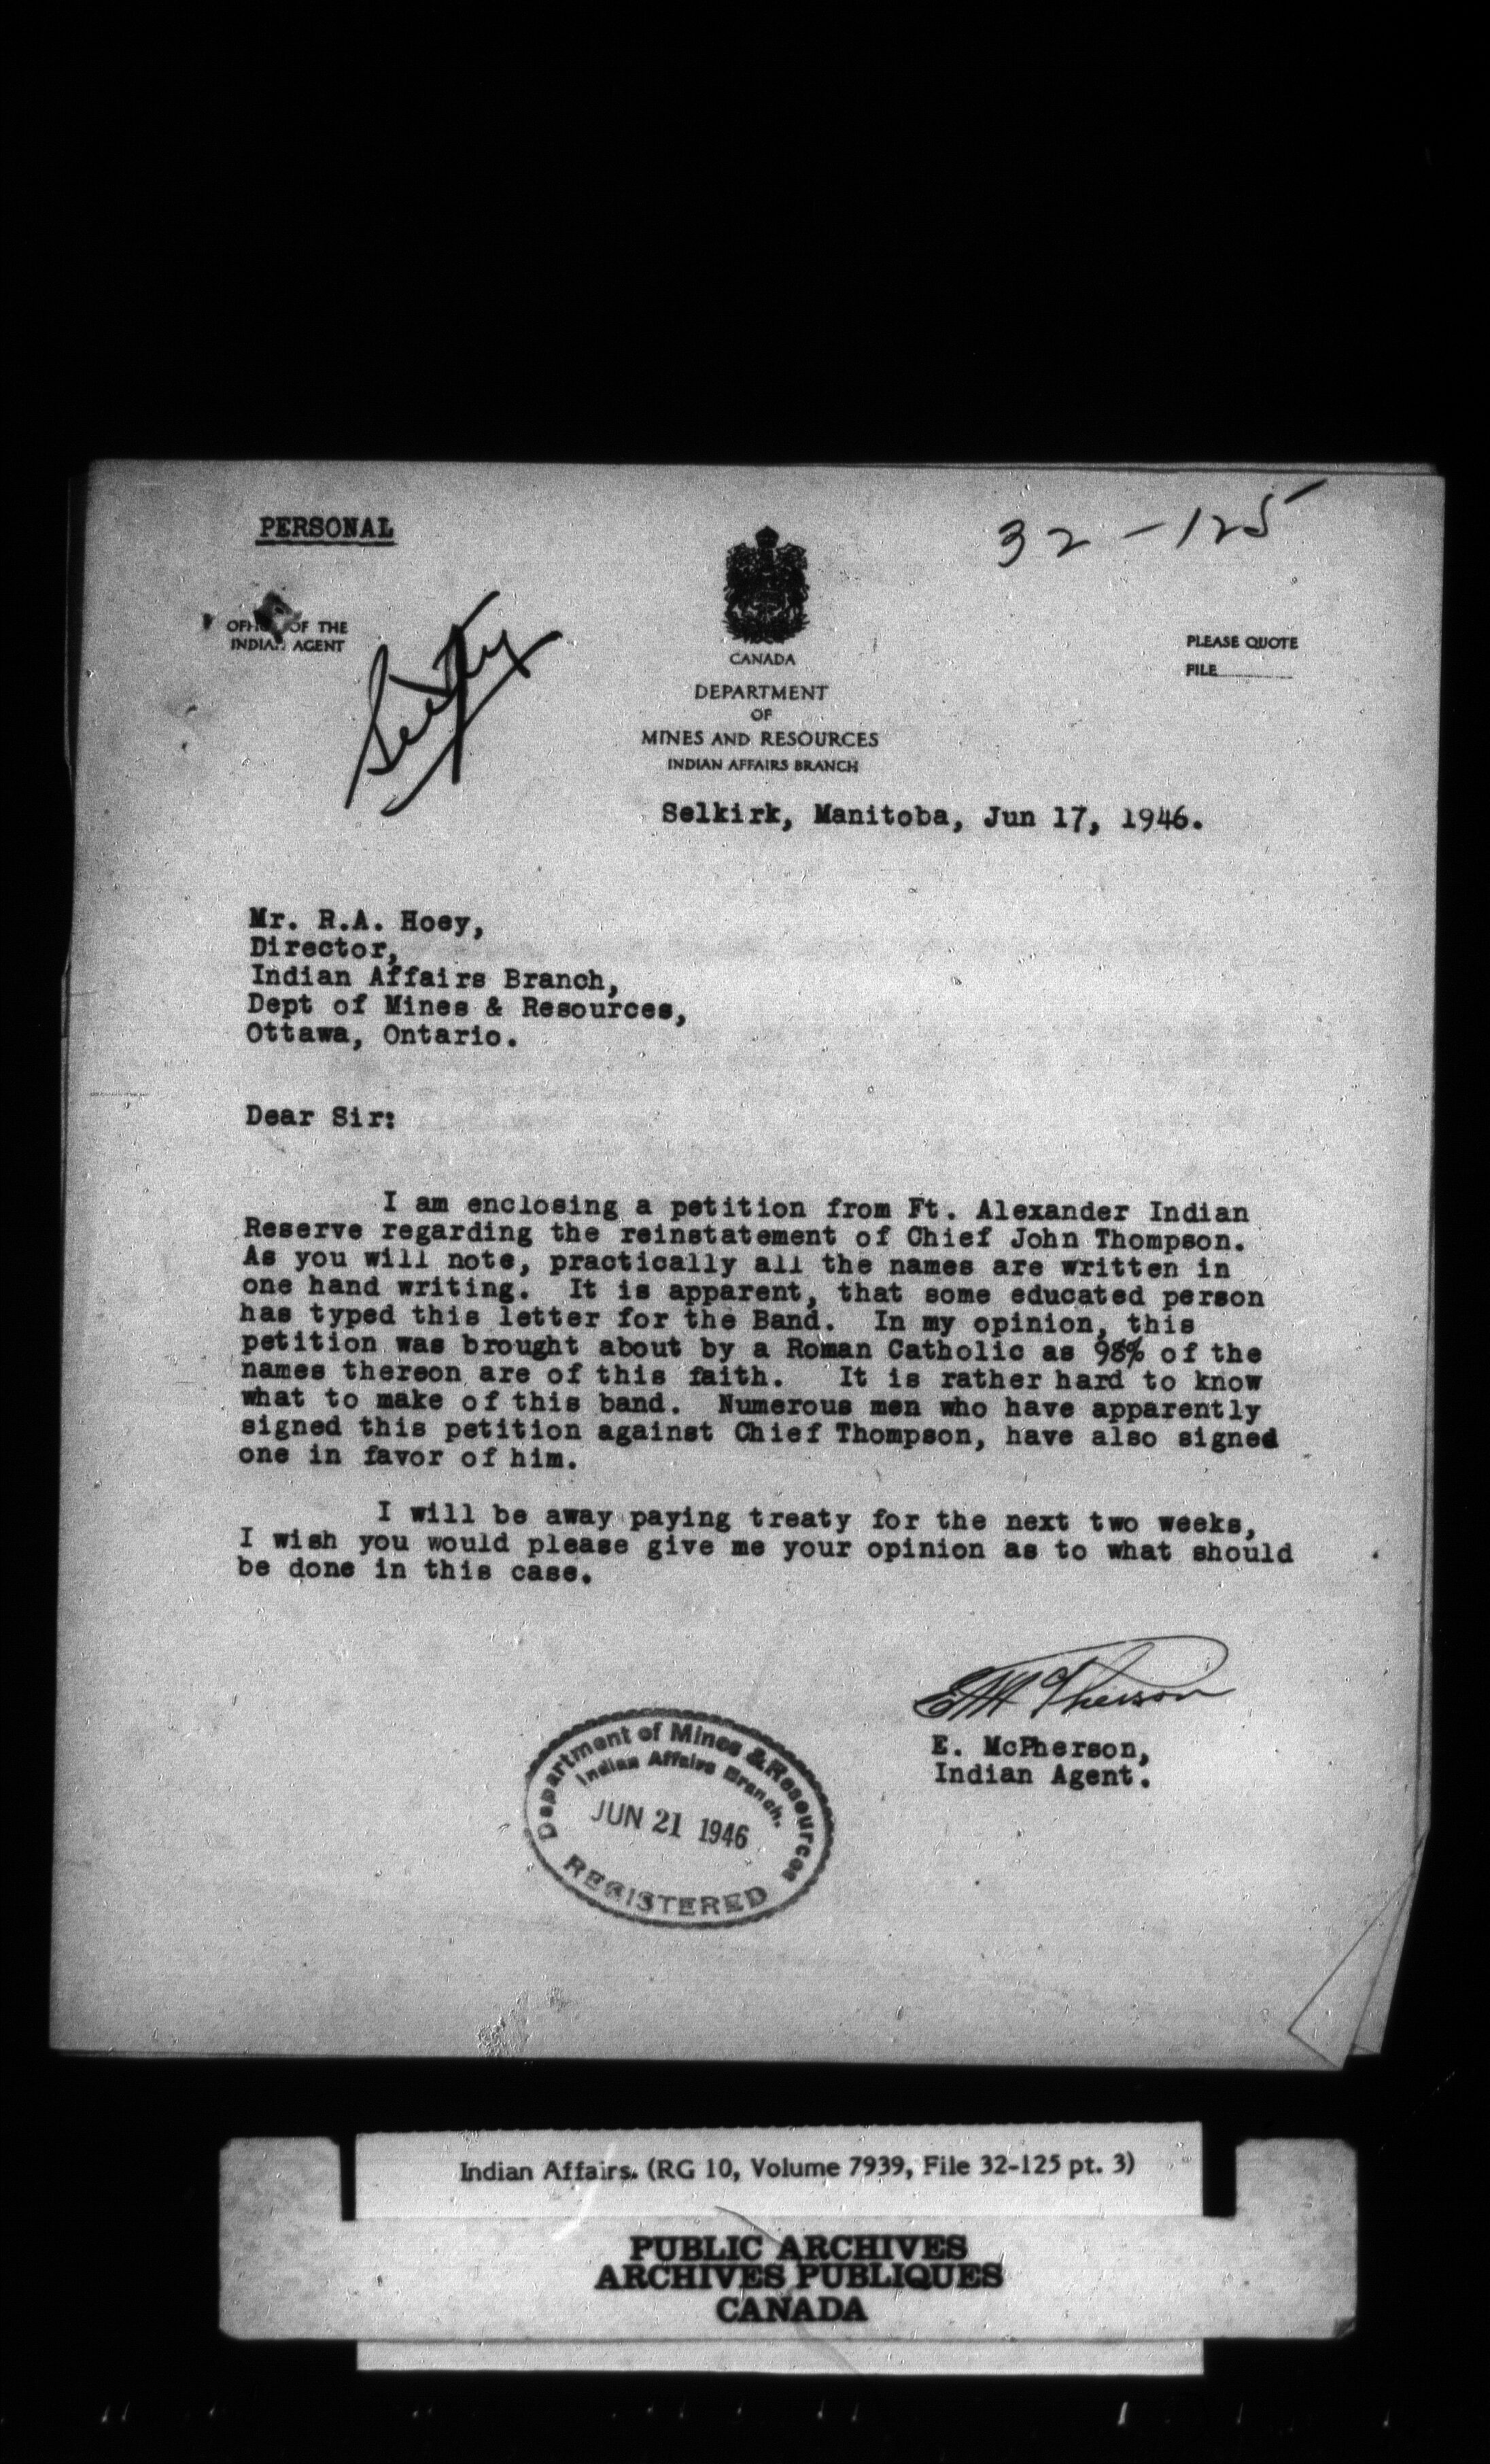 PERSONAL
32-125
OFFICE OF THE
INDIAN AGENT
CANADA
DEPARTMENT
OF
MINES AND RESOURCES
INDIAN AFFAIRS BRANCH
PLEASE QUOTE
FILE
Selkirk, Manitoba, Jun 17, 1946.
Mr. R.A. Hoey,
Director,
Indian Affairs Branch,
Dept of Mines & Resources,
Ottawa, Ontario.
Dear Sir:
I am enclosing a petition from Ft. Alexander Indian
Reserve regarding the reinstatement of Chief John Thompson.
As you will note, practically all the names are written in
one hand writing. It is apparent, that some educated person
has typed this letter for the Band. In my opinion, this
petition was brought about by a Roman Catholic as 98% of the
names thereon are of this faith. It is rather hard to know
what to make of this band. Numerous men who have apparently
signed this petition against Chief Thompson, have also signed
one in favor of him.
I will be away paying treaty for the next two weeks,
I wish you would please give me your opinion as to what should
be done in this case.
E McPherson
E. McPherson,
Indian Agent.
Department of Mines & Resources
Indian Affairs Branch.
JUN 21 1946
REGISTERED
Indian Affairs. (RG 10, Volume 7939, File 32-125 pt. 3)
PUBLIC ARCHIVES
ARCHIVES PUBLIQUES
CANADA